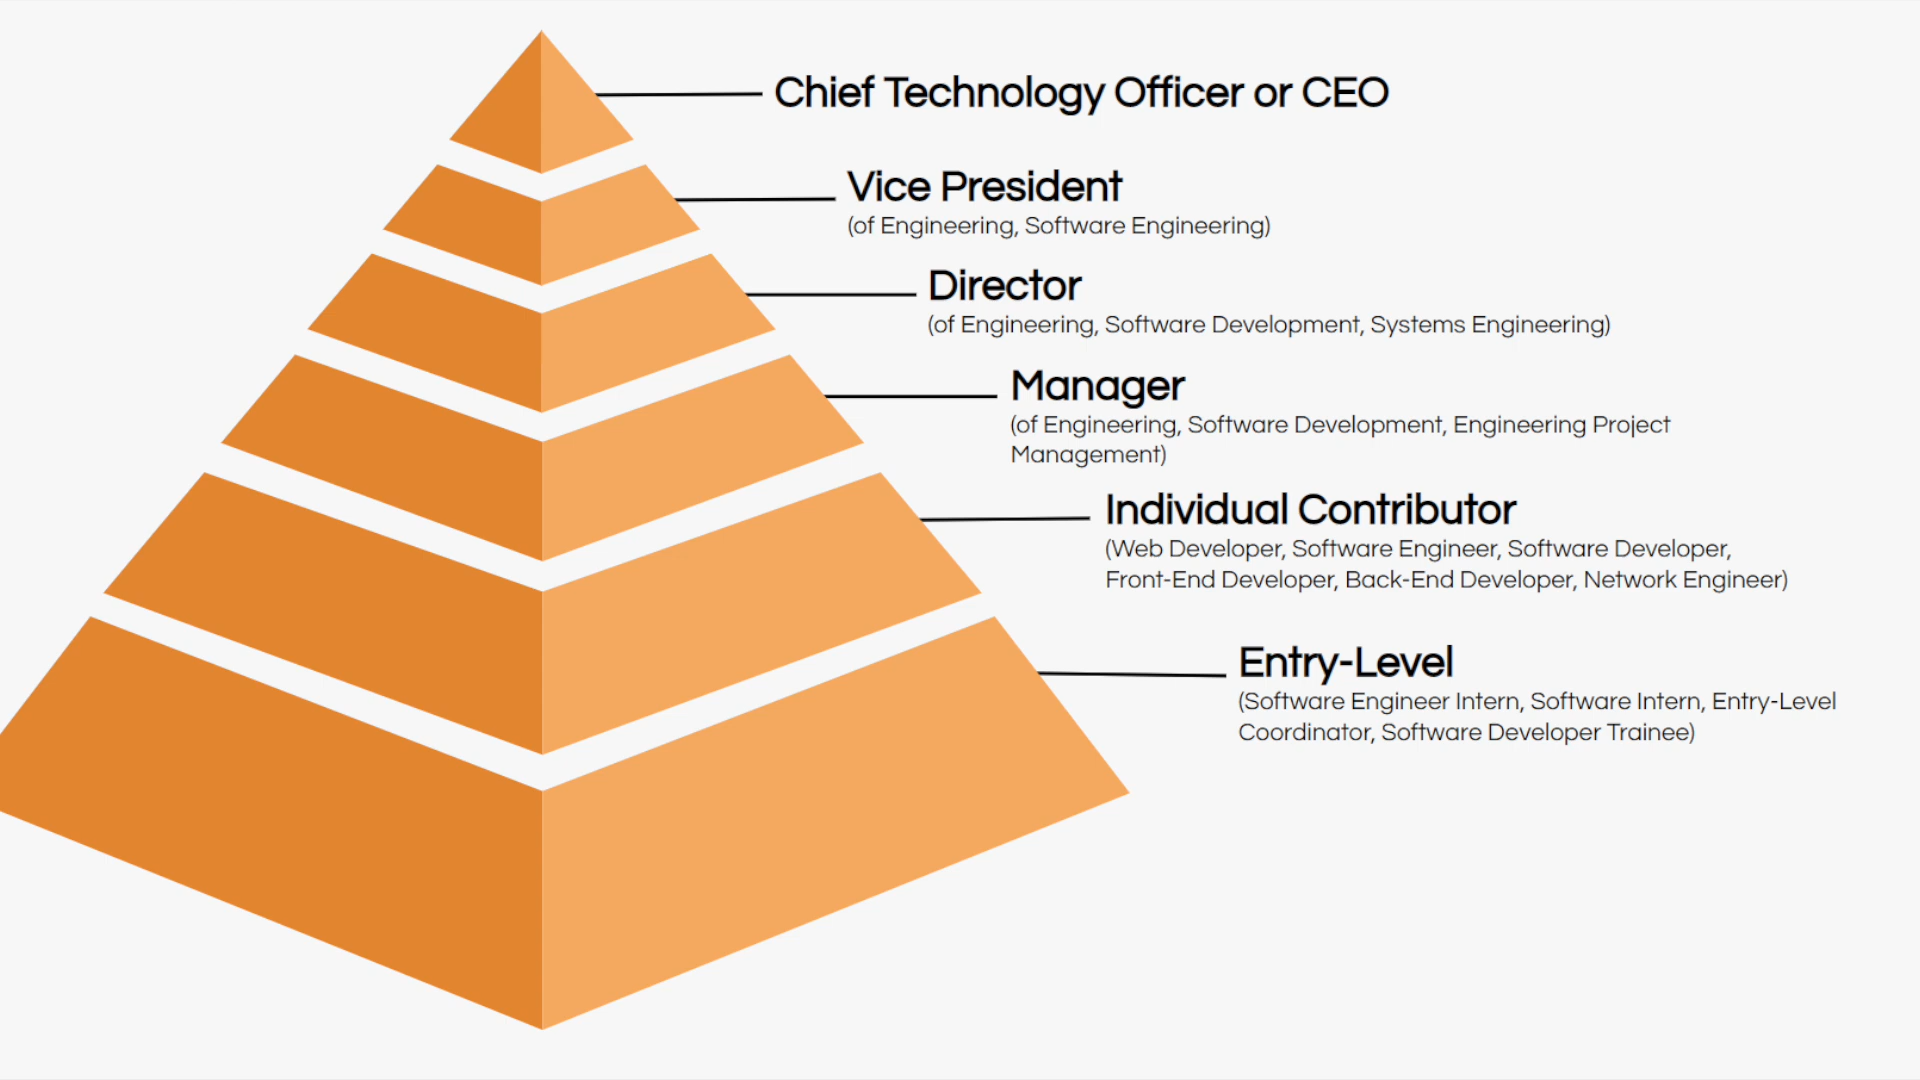 Chief Technology Officer or CEO
Vice President
(of Engineering, Software Engineering)
Director
(of Engineering, Software Development, Systems Engineering)
Manager
(of Engineering, Software Development, Engineering Project
Management)
Individual Contributor
(Web Developer, Software Engineer, Software Developer,
Front-End Developer, Back-End Developer, Network Engineer)
Entry-Level
(Software Engineer Intern, Software Intern, Entry-Level
Coordinator, Software Developer Trainee)